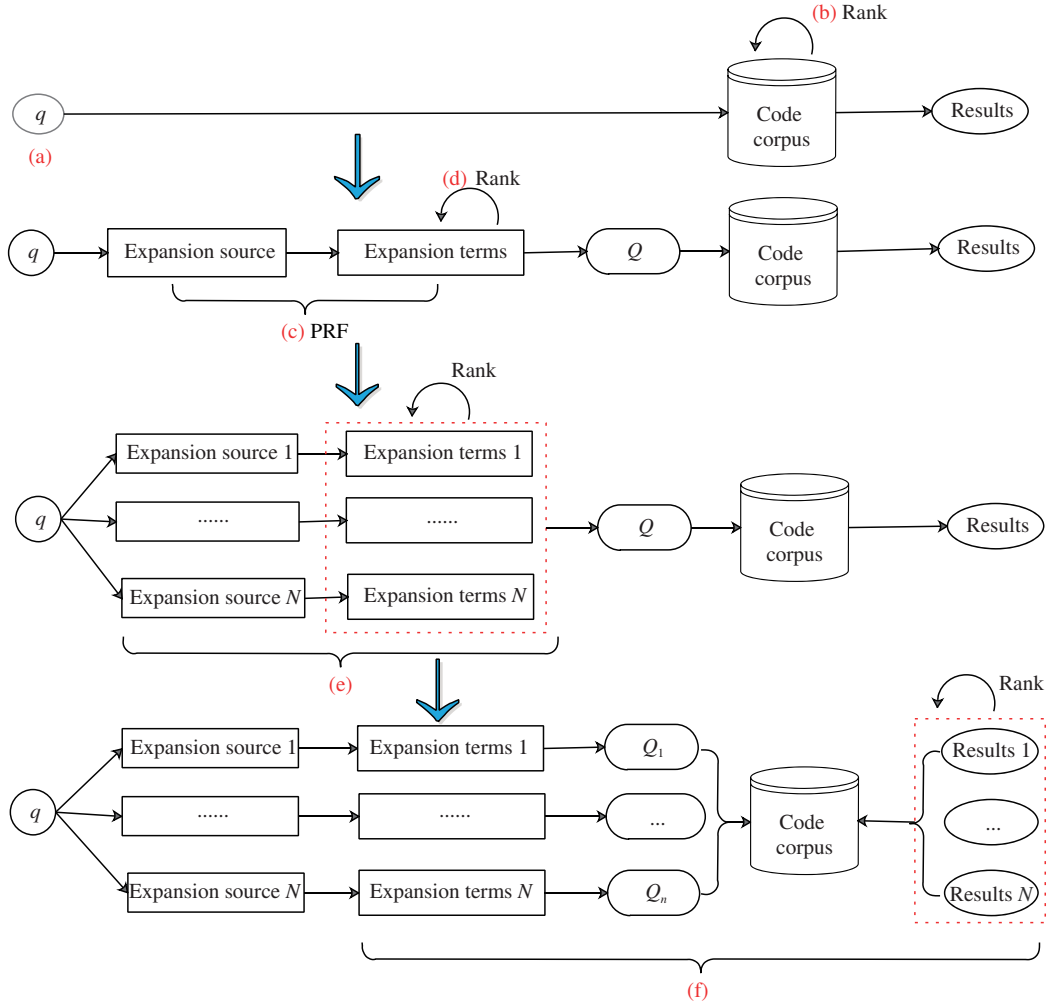 (b) Rank
q
Code
corpus
Results
(a)
(d) Rank
q
Expansion source
Expansion terms
Q
Code
corpus
Results
(c) PRF
Rank
Expansion source 1
Expansion terms 1
q
......
......
Q
Code
corpus
Results
Expansion source N
Expansion terms N
(e)
Rank
Expansion source 1
Expansion terms 1
Q1
Results 1
q
......
......
...
Code
corpus
...
Expansion source N
Expansion terms N
Qn
Results N
(f)